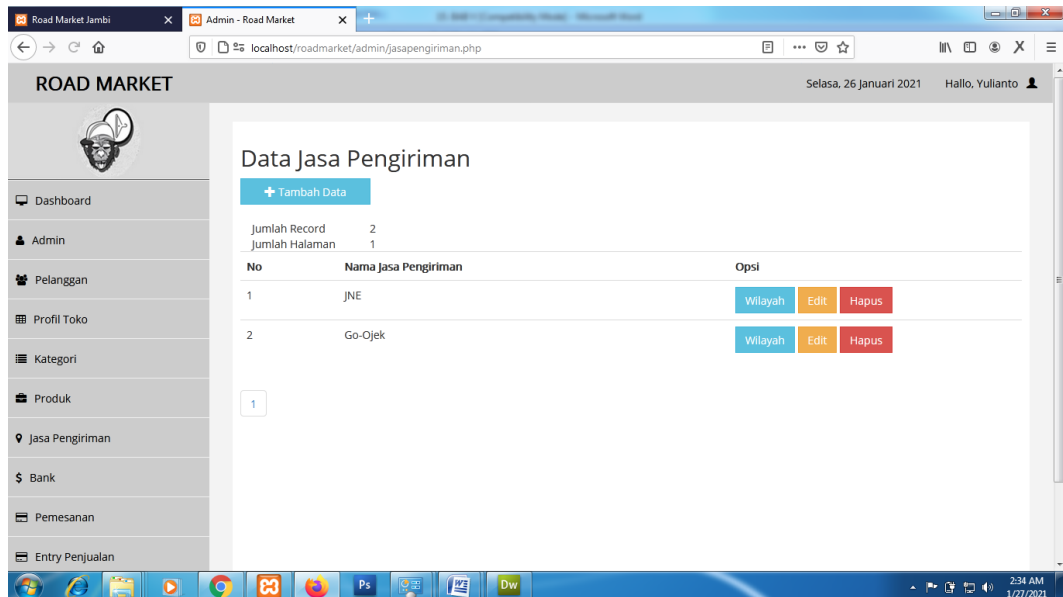 Road Market Jambi
Admin - Road Market
localhost/roadmarket/admin/jasapengiriman.php
ROAD MARKET
Selasa, 26 Januari 2021
Hallo, Yulianto
Dashboard
Admin
Pelanggan
Profil Toko
Kategori
Produk
Jasa Pengiriman
Bank
Pemesanan
Entry Penjualan
Data Jasa Pengiriman
Tambah Data
Jumlah Record 2
Jumlah Halaman 1
No Nama Jasa Pengiriman Opsi
1 JNE Wilayah Edit Hapus
2 Go-Ojek Wilayah Edit Hapus
1
Ps
Dw
2:34 AM
1/27/2021